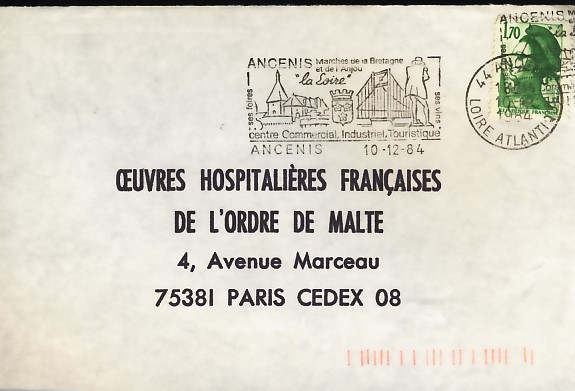 ANCENIS Marches de la Bretagne
et de l'Anjou
"la Loire"
ses foires
ses vins
centre Commercial, Industriel, Touristique
ANCENIS 10-12-84
ANCENIS
1,70
44 ANC
LOIRE ATLANTI
ŒUVRES HOSPITALIÈRES FRANÇAISES
DE L'ORDRE DE MALTE
4, Avenue Marceau
75381 PARIS CEDEX 08